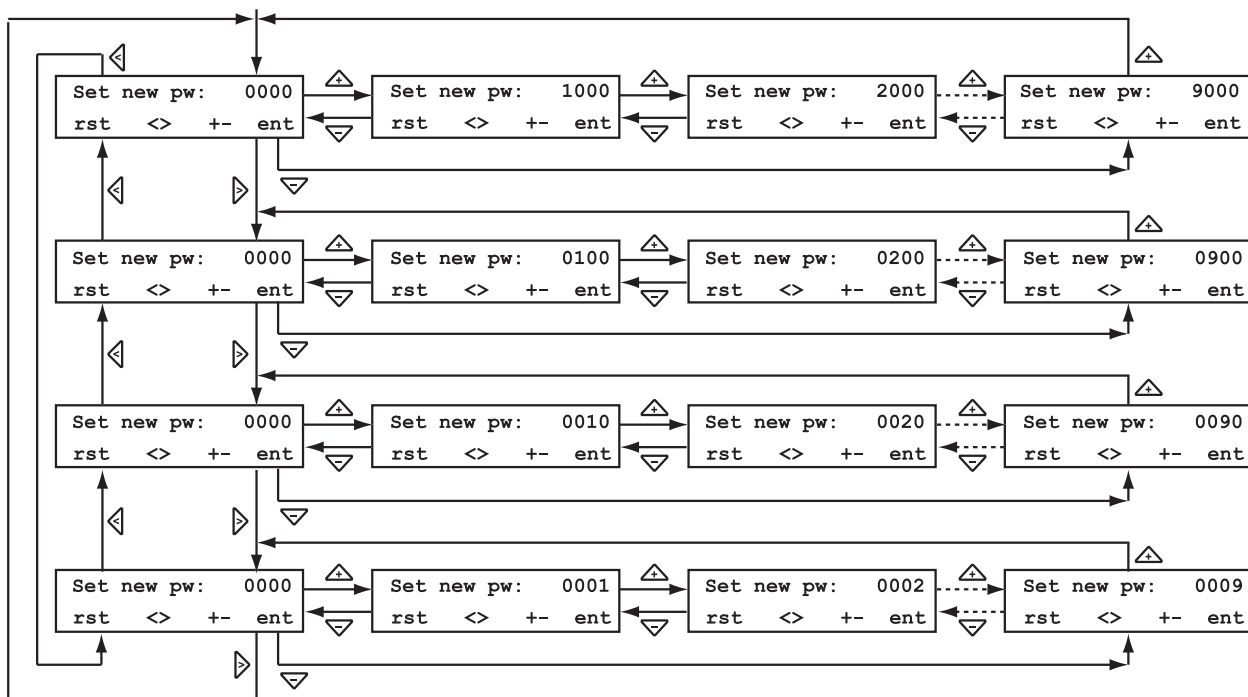 <
Set new pw: 0000
rst <> +- ent
+
-
Set new pw: 1000
rst <> +- ent
+
-
Set new pw: 2000
rst <> +- ent
+
-
Set new pw: 9000
rst <> +- ent
+
<
>
-
Set new pw: 0000
rst <> +- ent
+
-
Set new pw: 0100
rst <> +- ent
+
-
Set new pw: 0200
rst <> +- ent
+
-
Set new pw: 0900
rst <> +- ent
+
<
>
-
Set new pw: 0000
rst <> +- ent
+
-
Set new pw: 0010
rst <> +- ent
+
-
Set new pw: 0020
rst <> +- ent
+
-
Set new pw: 0090
rst <> +- ent
+
<
>
-
Set new pw: 0000
rst <> +- ent
+
-
Set new pw: 0001
rst <> +- ent
+
-
Set new pw: 0002
rst <> +- ent
+
-
Set new pw: 0009
rst <> +- ent
+
>
-